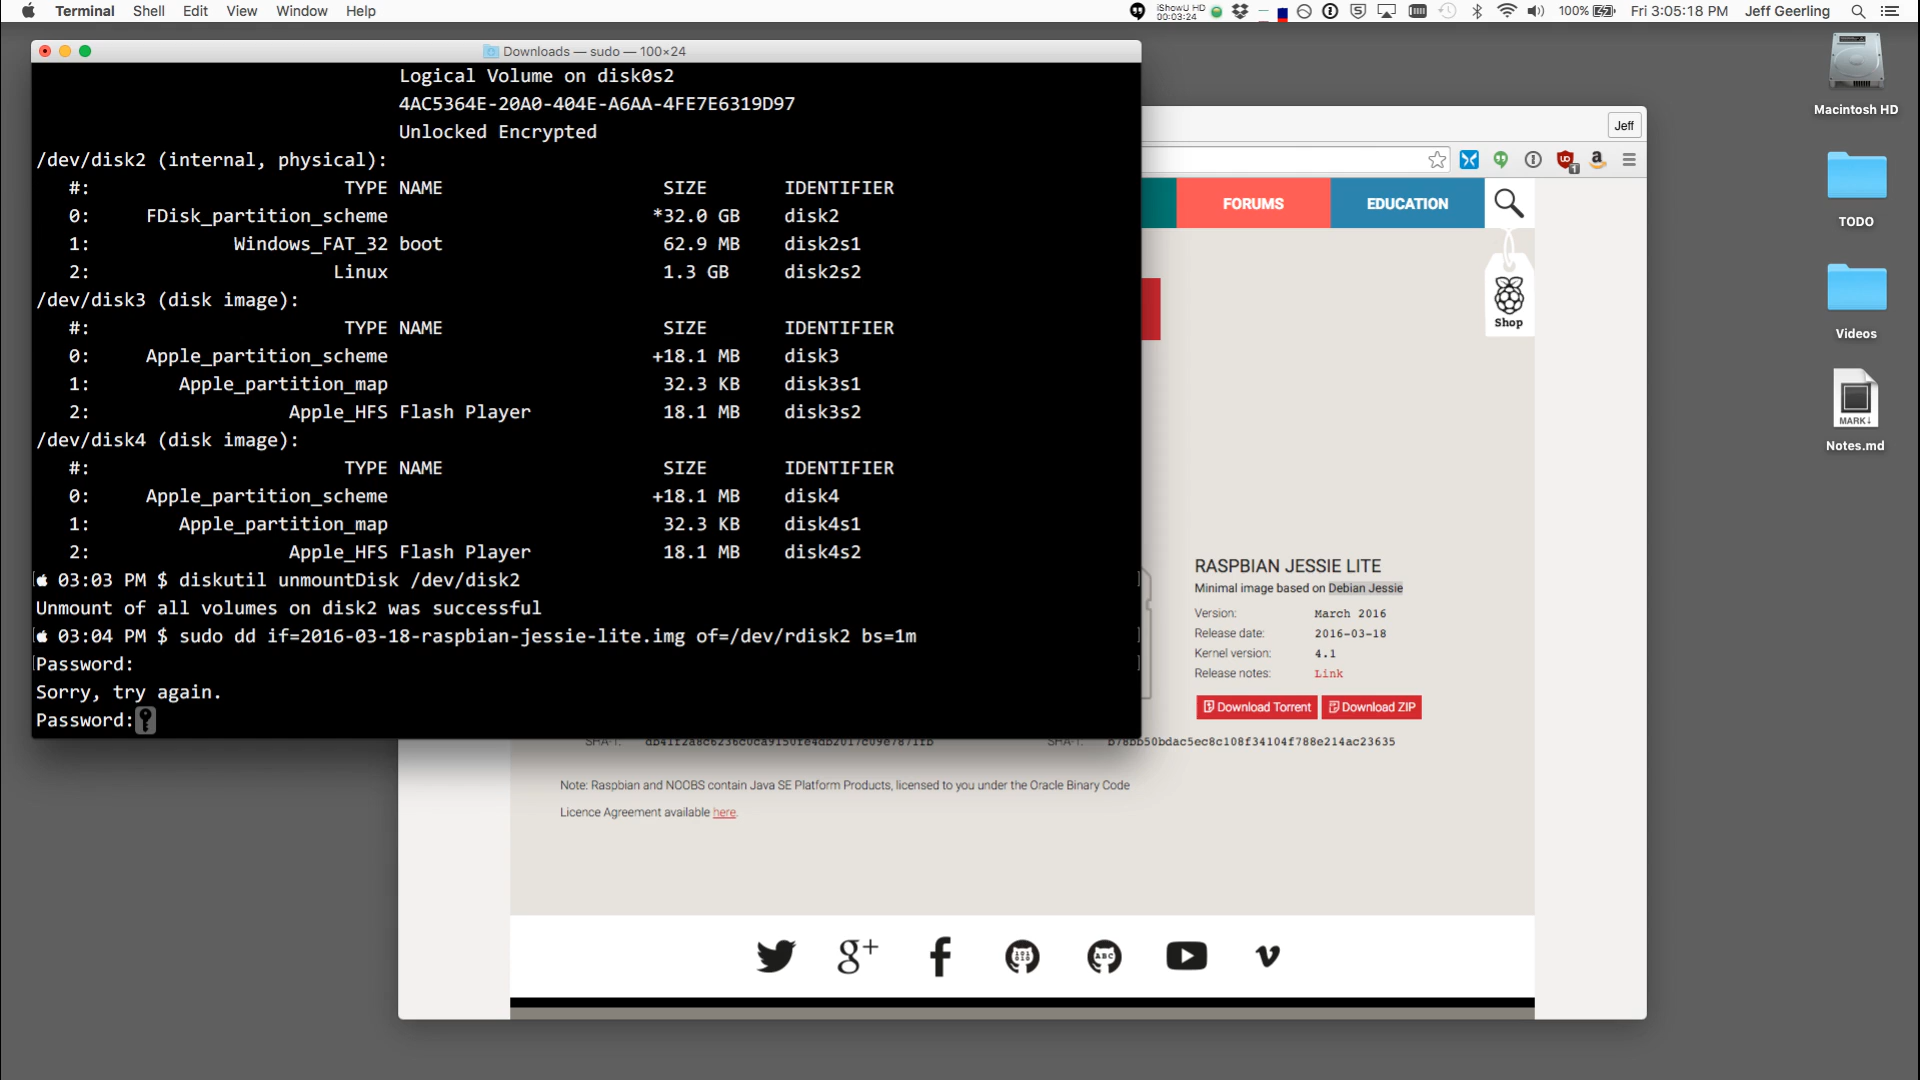 Terminal Shell Edit View Window Help
iShowU HD
00:03:24
100% Fri 3:05:18 PM Jeff Geerling
Downloads — sudo — 100×24
Logical Volume on disk0s2
4AC5364E-20A0-404E-A6AA-4FE7E6319D97
Unlocked Encrypted
/dev/disk2 (internal, physical):
#: TYPE NAME SIZE IDENTIFIER
0: FDisk_partition_scheme *32.0 GB disk2
1: Windows_FAT_32 boot 62.9 MB disk2s1
2: Linux 1.3 GB disk2s2
/dev/disk3 (disk image):
#: TYPE NAME SIZE IDENTIFIER
0: Apple_partition_scheme +18.1 MB disk3
1: Apple_partition_map 32.3 KB disk3s1
2: Apple_HFS Flash Player 18.1 MB disk3s2
/dev/disk4 (disk image):
#: TYPE NAME SIZE IDENTIFIER
0: Apple_partition_scheme +18.1 MB disk4
1: Apple_partition_map 32.3 KB disk4s1
2: Apple_HFS Flash Player 18.1 MB disk4s2
03:03 PM $ diskutil unmountDisk /dev/disk2
Unmount of all volumes on disk2 was successful
03:04 PM $ sudo dd if=2016-03-18-raspbian-jessie-lite.img of=/dev/rdisk2 bs=1m
Password:
Sorry, try again.
Password:
Jeff
FORUMS
EDUCATION
Shop
RASPBIAN JESSIE LITE
Minimal image based on Debian Jessie
Version: March 2016
Release date: 2016-03-18
Kernel version: 4.1
Release notes: Link
Download Torrent Download ZIP
b78bb50bdac5ec8c108f34104f788e214ac23635
Note: Raspbian and NOOBS contain Java SE Platform Products, licensed to you under the Oracle Binary Code
Licence Agreement available here.
Macintosh HD
TODO
Videos
MARK↓
Notes.md